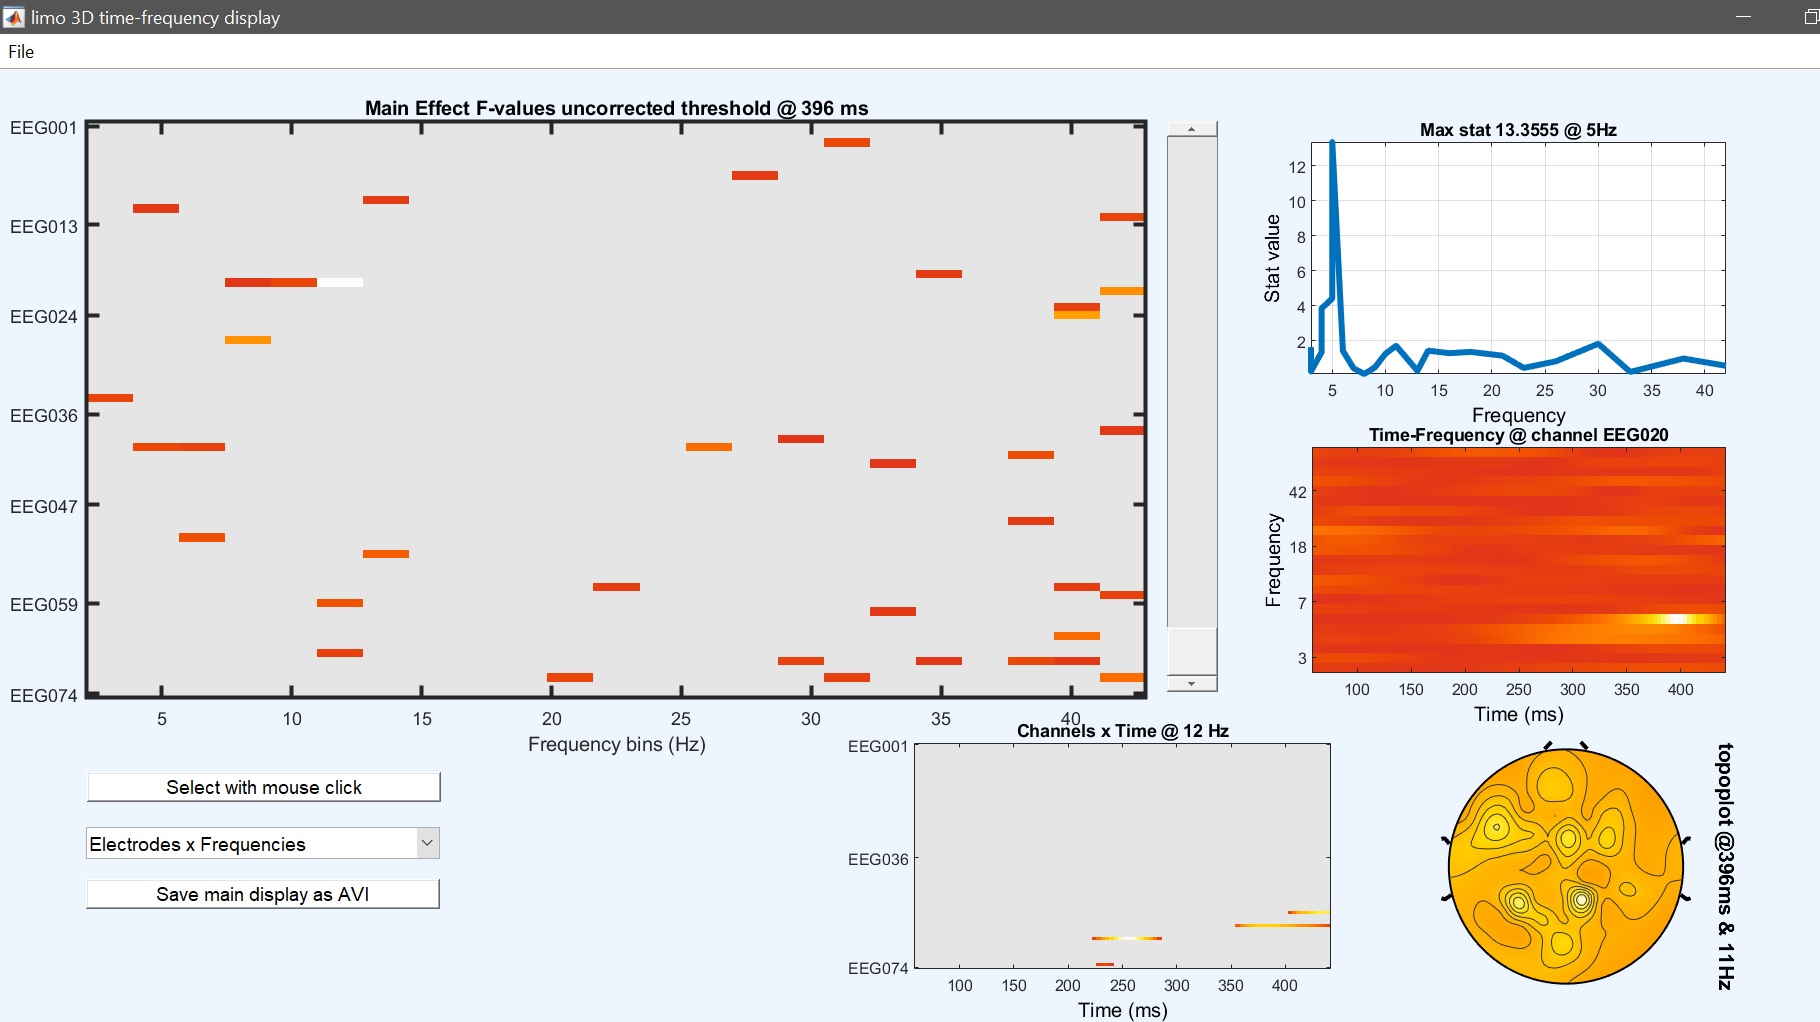 limo 3D time-frequency display
File
Main Effect F-values uncorrected threshold @ 396 ms
EEG001
EEG013
EEG024
EEG036
EEG047
EEG059
EEG074
5 10 15 20 25 30 35 40
Frequency bins (Hz)
Max stat 13.3555 @ 5Hz
Stat value
12
10
8
6
4
2
5 10 15 20 25 30 35 40
Frequency
Time-Frequency @ channel EEG020
Frequency
42
18
7
3
100 150 200 250 300 350 400
Time (ms)
Select with mouse click
Electrodes x Frequencies
Save main display as AVI
Channels x Time @ 12 Hz
EEG001
EEG036
EEG074
100 150 200 250 300 350 400
Time (ms)
topoplot @396ms & 11Hz